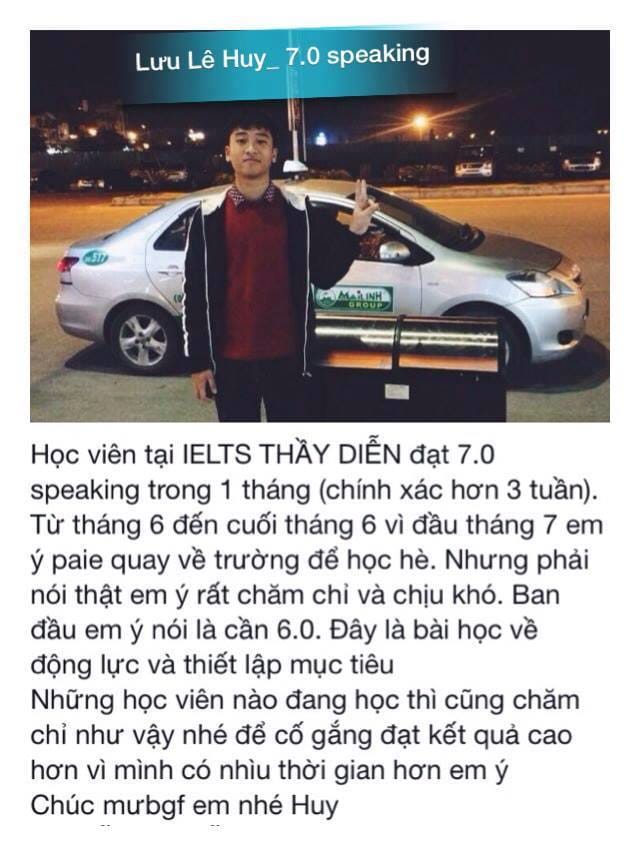 Lưu Lê Huy_ 7.0 speaking
517
MAILINH
GROUP
Học viên tại IELTS THẦY DIỄN đạt 7.0
speaking trong 1 tháng (chính xác hơn 3 tuần).
Từ tháng 6 đến cuối tháng 6 vì đầu tháng 7 em
ý paie quay về trường để học hè. Nhưng phải
nói thật em ý rất chăm chỉ và chịu khó. Ban
đầu em ý nói là cần 6.0. Đây là bài học về
động lực và thiết lập mục tiêu
Những học viên nào đang học thì cũng chăm
chỉ như vậy nhé để cố gắng đạt kết quả cao
hơn vì mình có nhìu thời gian hơn em ý
Chúc mưbgf em nhé Huy